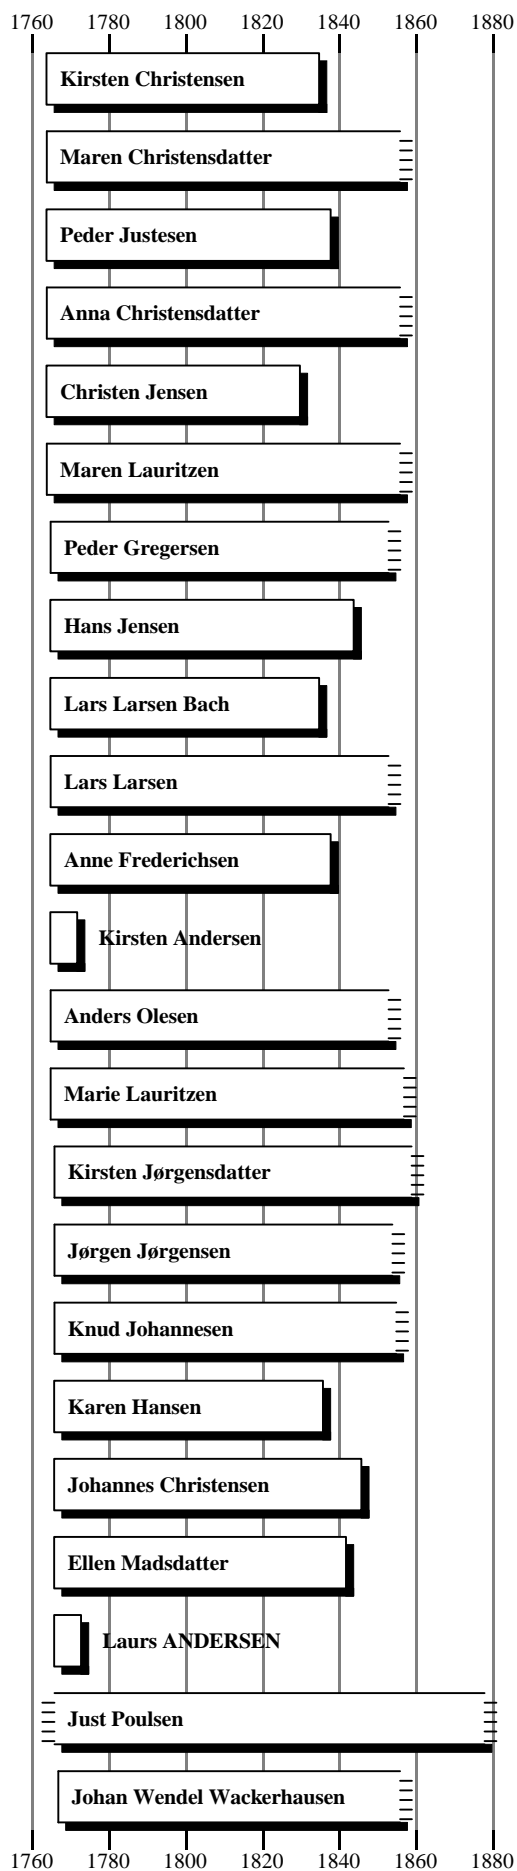 1760 1780 1800 1820 1840 1860 1880
Kirsten Christensen
Maren Christensdatter
Peder Justesen
Anna Christensdatter
Christen Jensen
Maren Lauritzen
Peder Gregersen
Hans Jensen
Lars Larsen Bach
Lars Larsen
Anne Frederichsen
Kirsten Andersen
Anders Olesen
Marie Lauritzen
Kirsten Jørgensdatter
Jørgen Jørgensen
Knud Johannesen
Karen Hansen
Johannes Christensen
Ellen Madsdatter
Laurs ANDERSEN
Just Poulsen
Johan Wendel Wackerhausen
1760 1780 1800 1820 1840 1860 1880